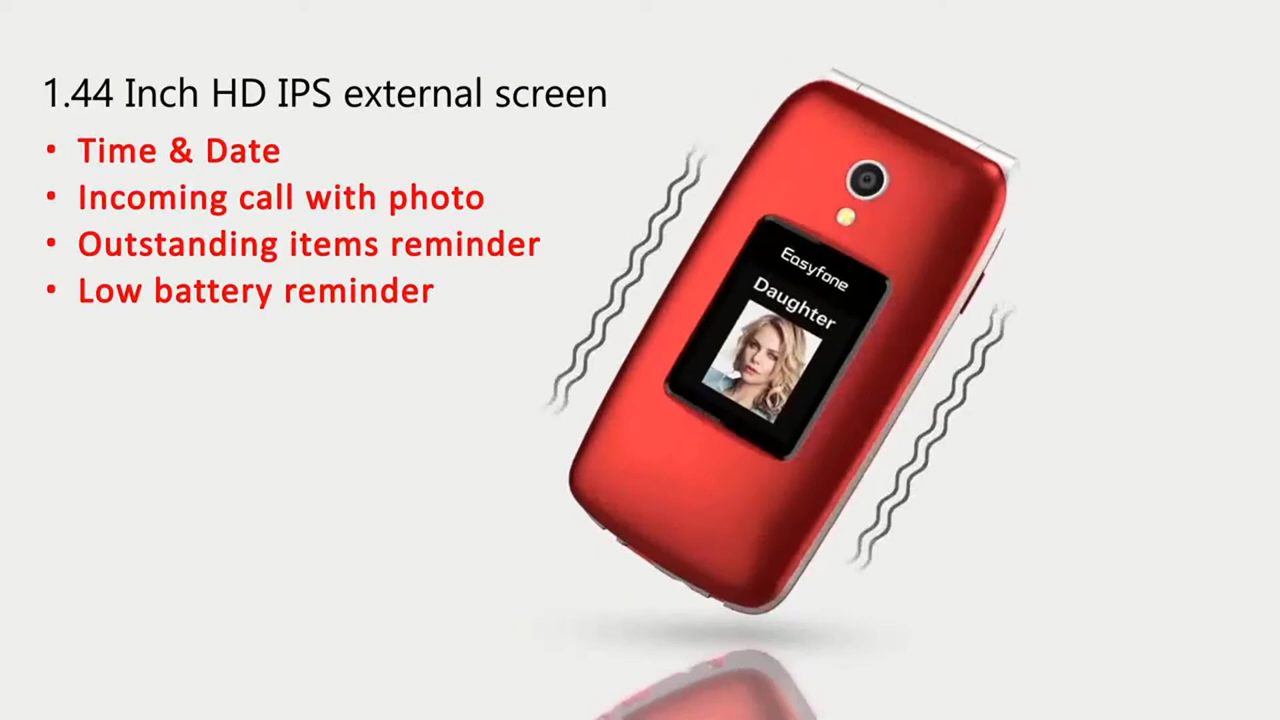 1.44 Inch HD IPS external screen
• Time & Date
• Incoming call with photo
• Outstanding items reminder
• Low battery reminder
Easyfone
Daughter